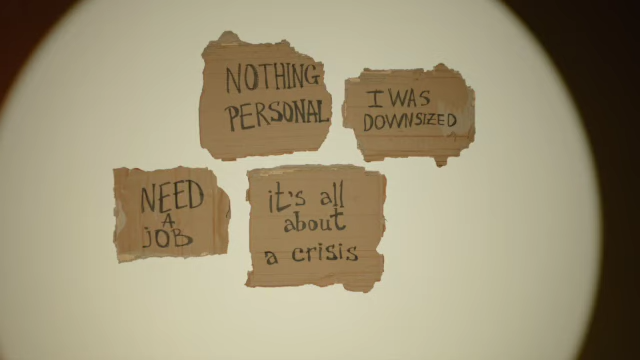 NOTHING
PERSONAL
I WAS
DOWNSIZED
NEED
A
JOB
it's all
about
a crisis